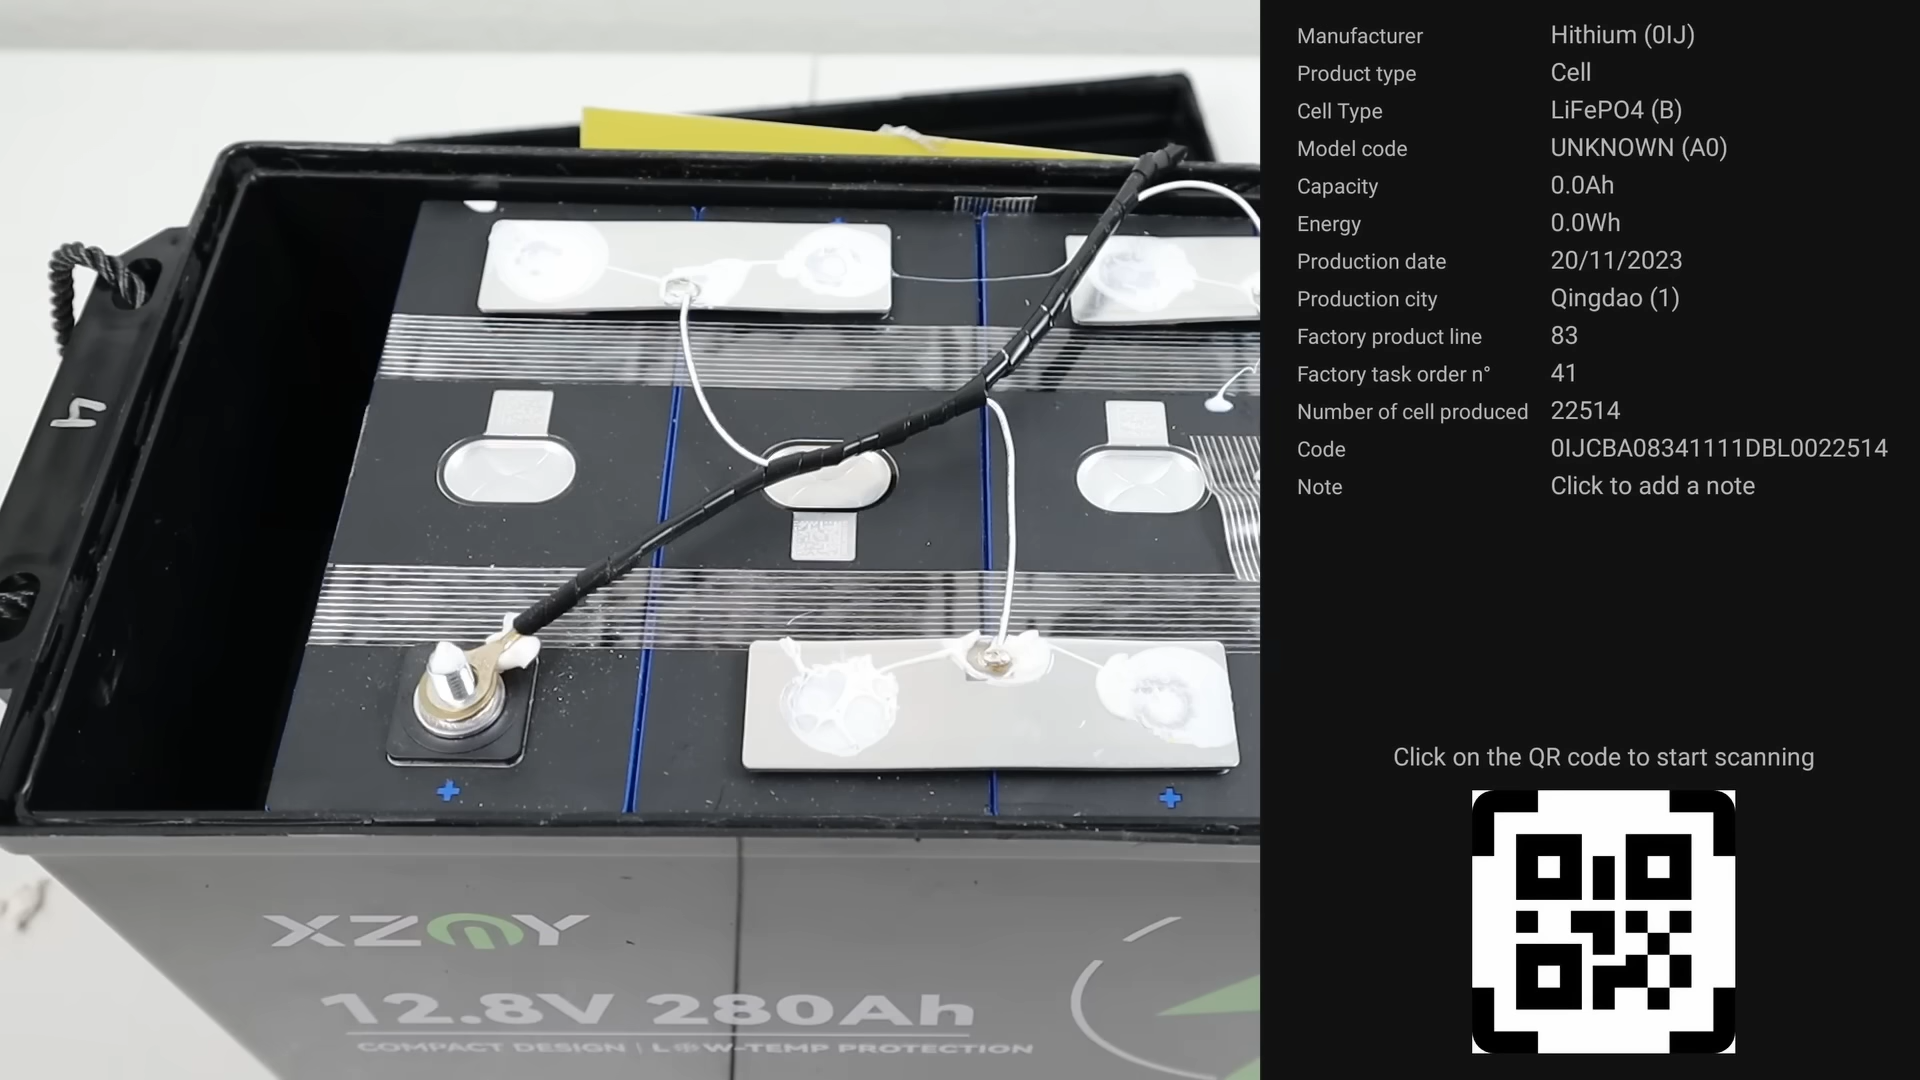 4
+
+
XZNY
12.8V 280Ah
COMPACT DESIGN | LOW-TEMP PROTECTION
Manufacturer Hithium (0IJ)
Product type Cell
Cell Type LiFePO4 (B)
Model code UNKNOWN (A0)
Capacity 0.0Ah
Energy 0.0Wh
Production date 20/11/2023
Production city Qingdao (1)
Factory product line 83
Factory task order n° 41
Number of cell produced 22514
Code 0IJCBA08341111DBL0022514
Note Click to add a note
Click on the QR code to start scanning